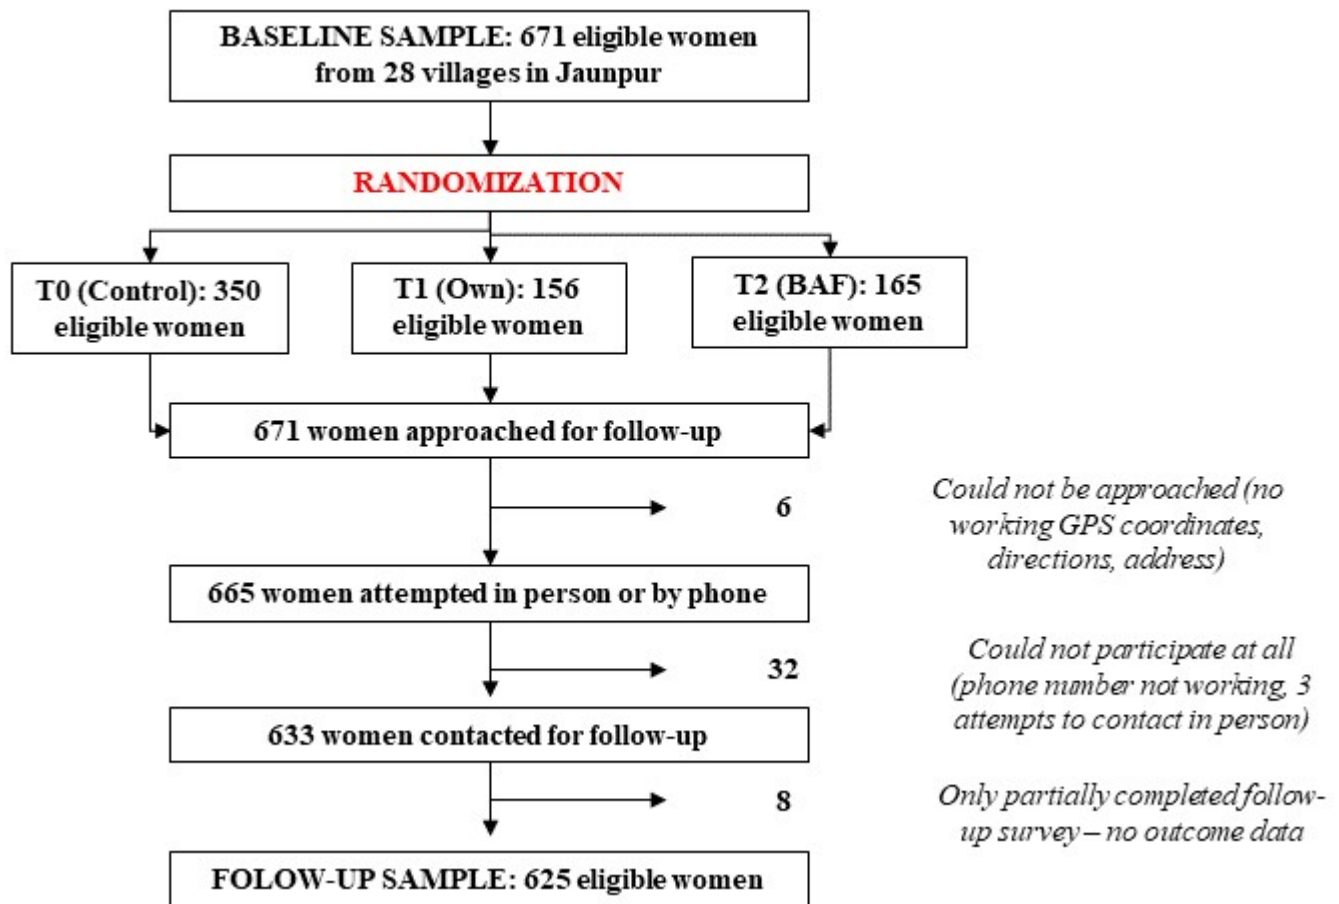 BASELINE SAMPLE: 671 eligible women
from 28 villages in Jaunpur
RANDOMIZATION
T0 (Control): 350
eligible women
T1 (Own): 156
eligible women
T2 (BAF): 165
eligible women
671 women approached for follow-up
6
Could not be approached (no
working GPS coordinates,
directions, address)
665 women attempted in person or by phone
32
Could not participate at all
(phone number not working, 3
attempts to contact in person)
633 women contacted for follow-up
8
Only partially completed follow-
up survey – no outcome data
FOLOW-UP SAMPLE: 625 eligible women